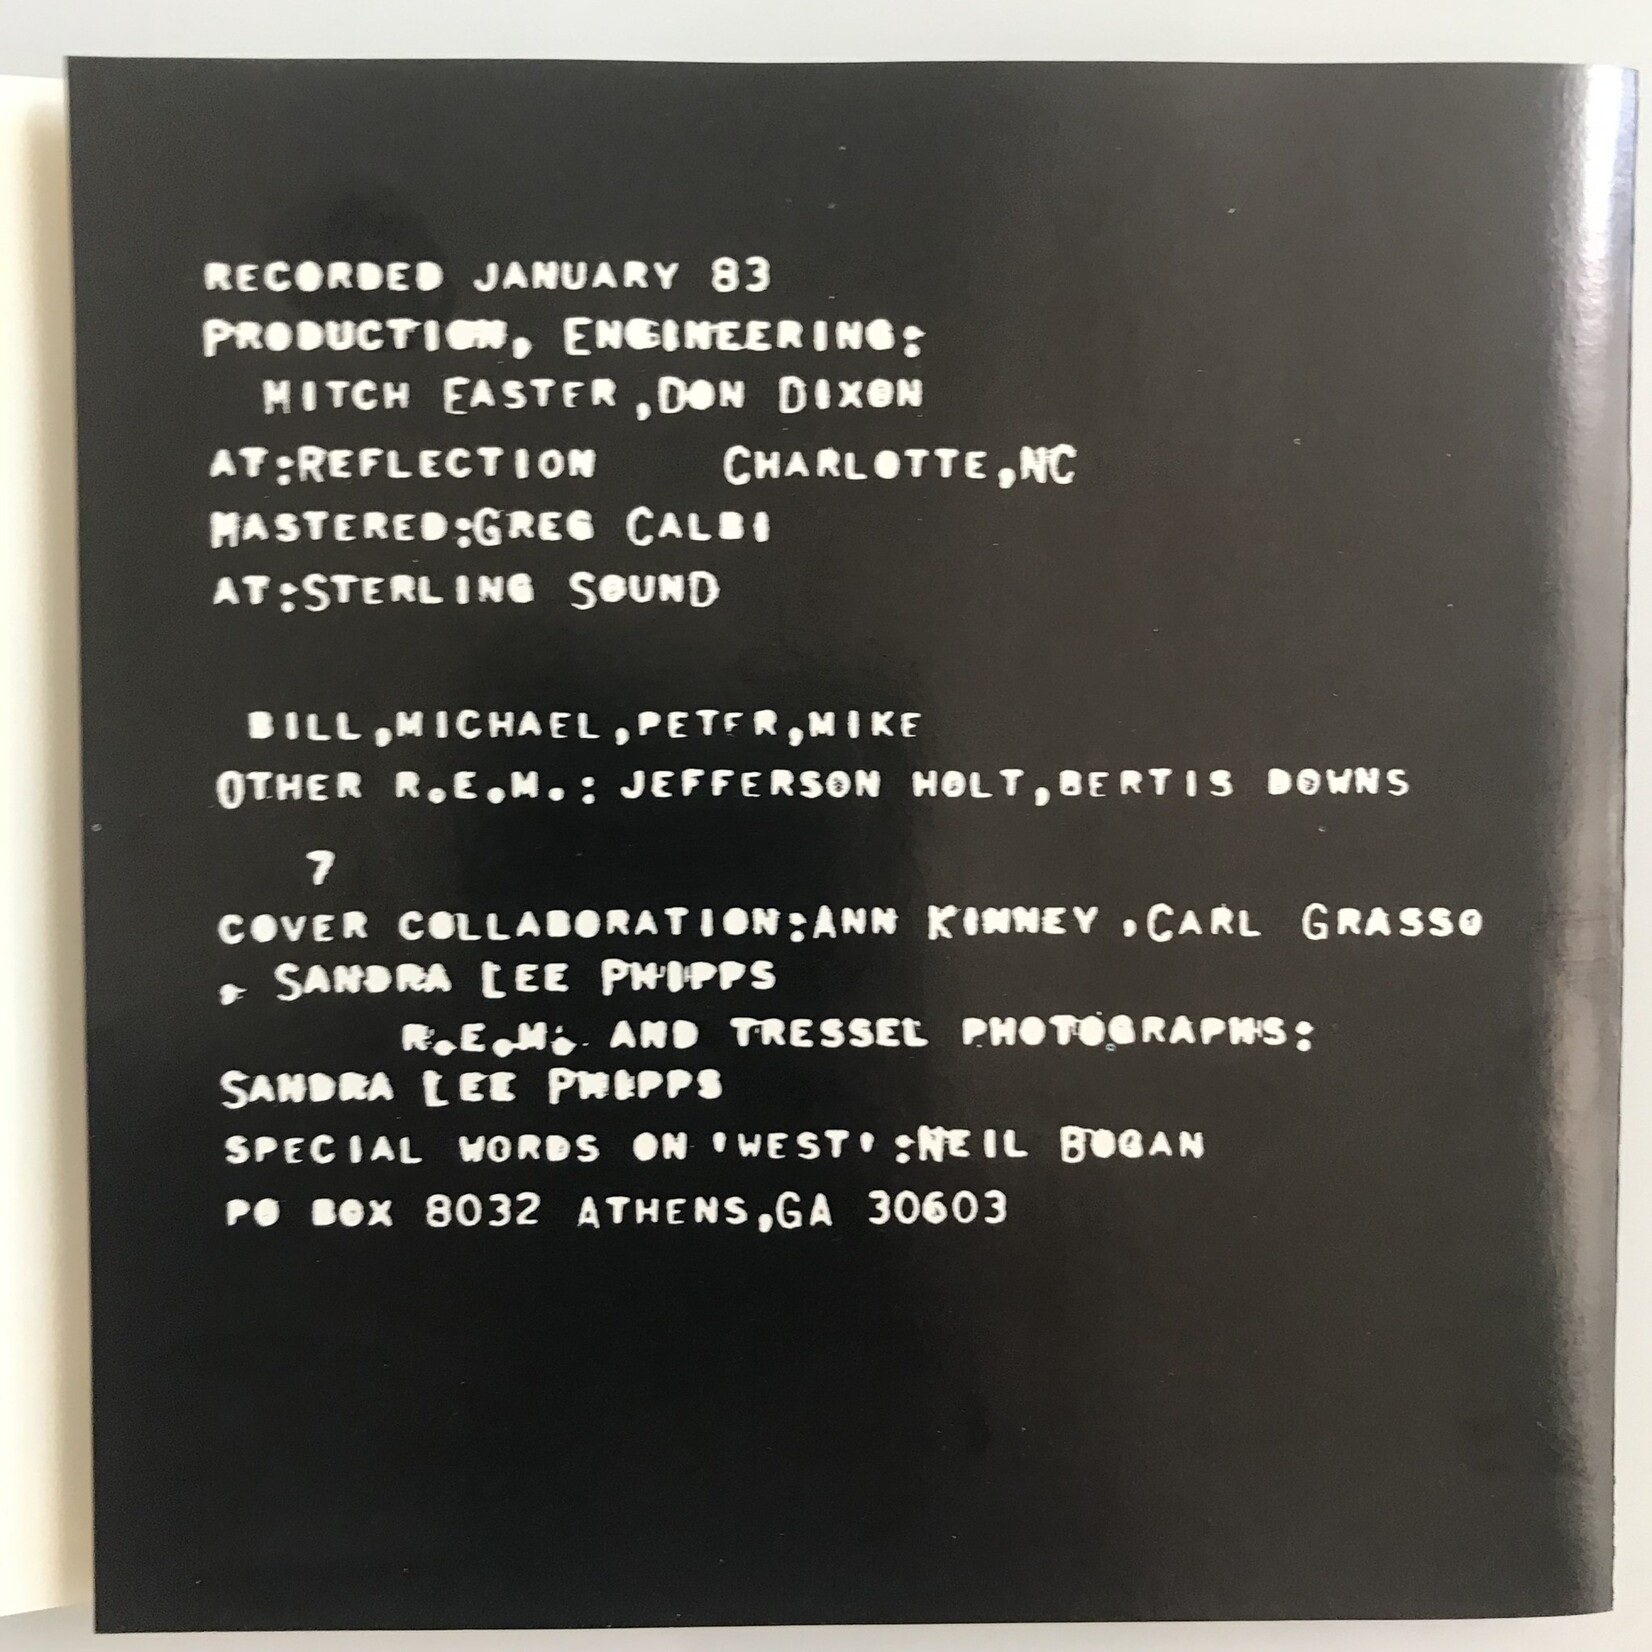 RECORDED JANUARY 83
PRODUCTION, ENGINEERING:
MITCH EASTER,DON DIXON
AT:REFLECTION CHARLOTTE,NC
MASTERED:GREG CALBI
AT:STERLING SOUND
BILL,MICHAEL,PETER,MIKE
OTHER R.E.M.: JEFFERSON HOLT,BERTIS DOWNS
7
COVER COLLABORATION:ANN KINNEY ,CARL GRASSO
, SANDRA LEE PHIPPS
R.E.M. AND TRESSEL PHOTOGRAPHS:
SANDRA LEE PHIPPS
SPECIAL WORDS ON 'WEST' :NEIL BOGAN
PO BOX 8032 ATHENS,GA 30603